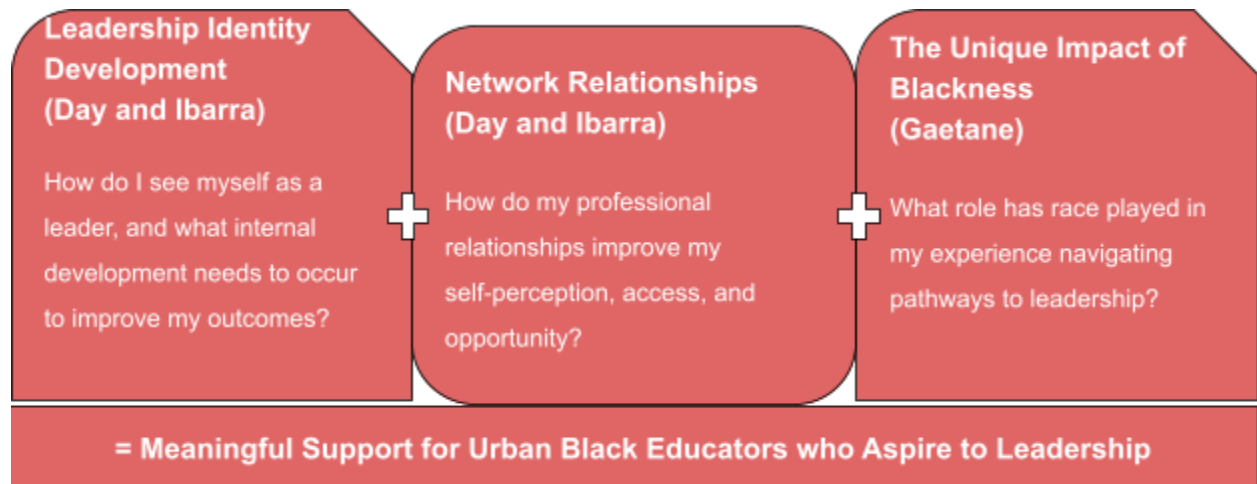 Leadership Identity
Development
(Day and Ibarra)
How do I see myself as a
leader, and what internal
development needs to occur
to improve my outcomes?
Network Relationships
(Day and Ibarra)
How do my professional
relationships improve my
self-perception, access, and
opportunity?
The Unique Impact of
Blackness
(Gaetane)
What role has race played in
my experience navigating
pathways to leadership?
= Meaningful Support for Urban Black Educators who Aspire to Leadership